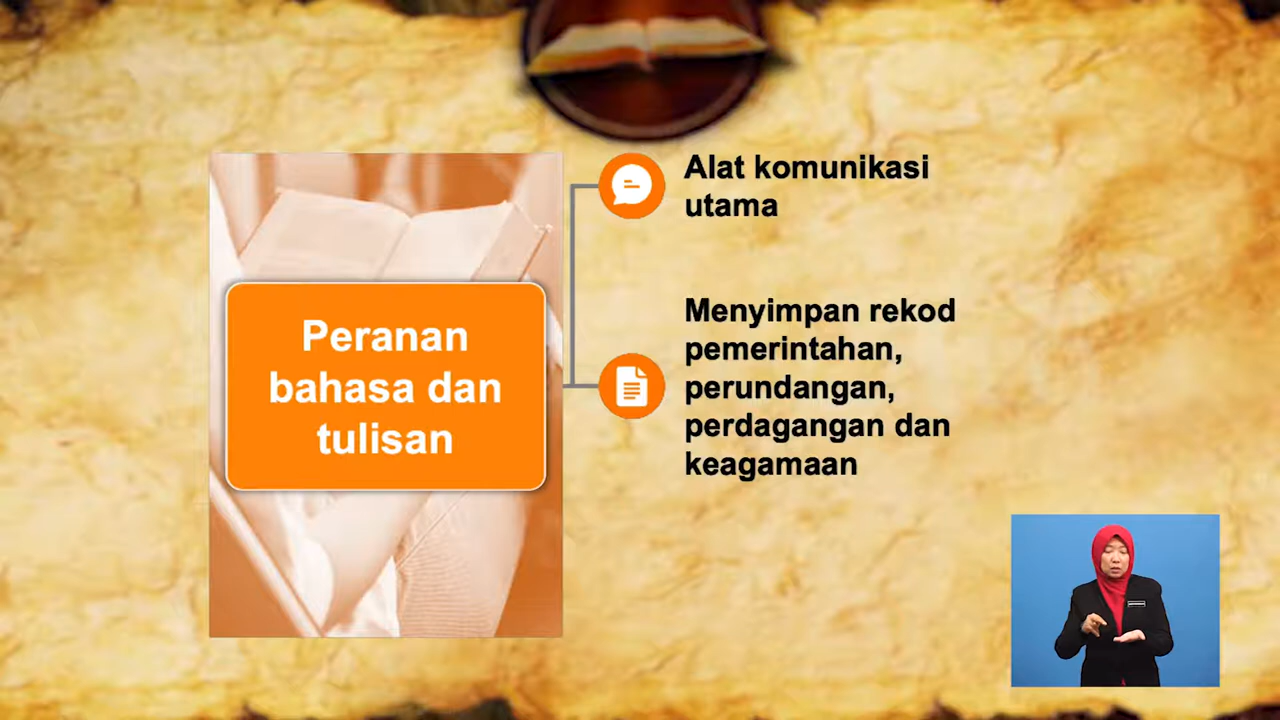 Peranan
bahasa dan
tulisan
Alat komunikasi
utama
Menyimpan rekod
pemerintahan,
perundangan,
perdagangan dan
keagamaan